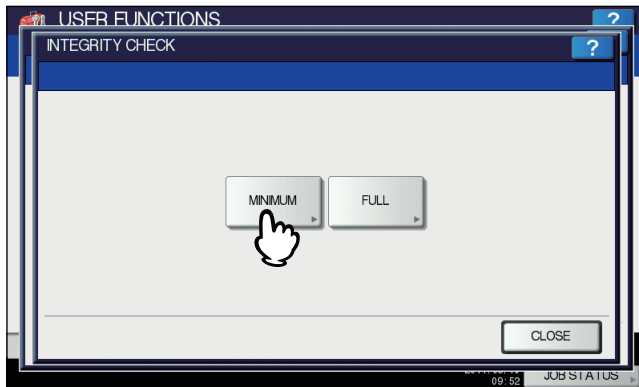 USER FUNCTIONS
?
INTEGRITY CHECK
?
MINIMUM
FULL
CLOSE
09:52
JOB STATUS